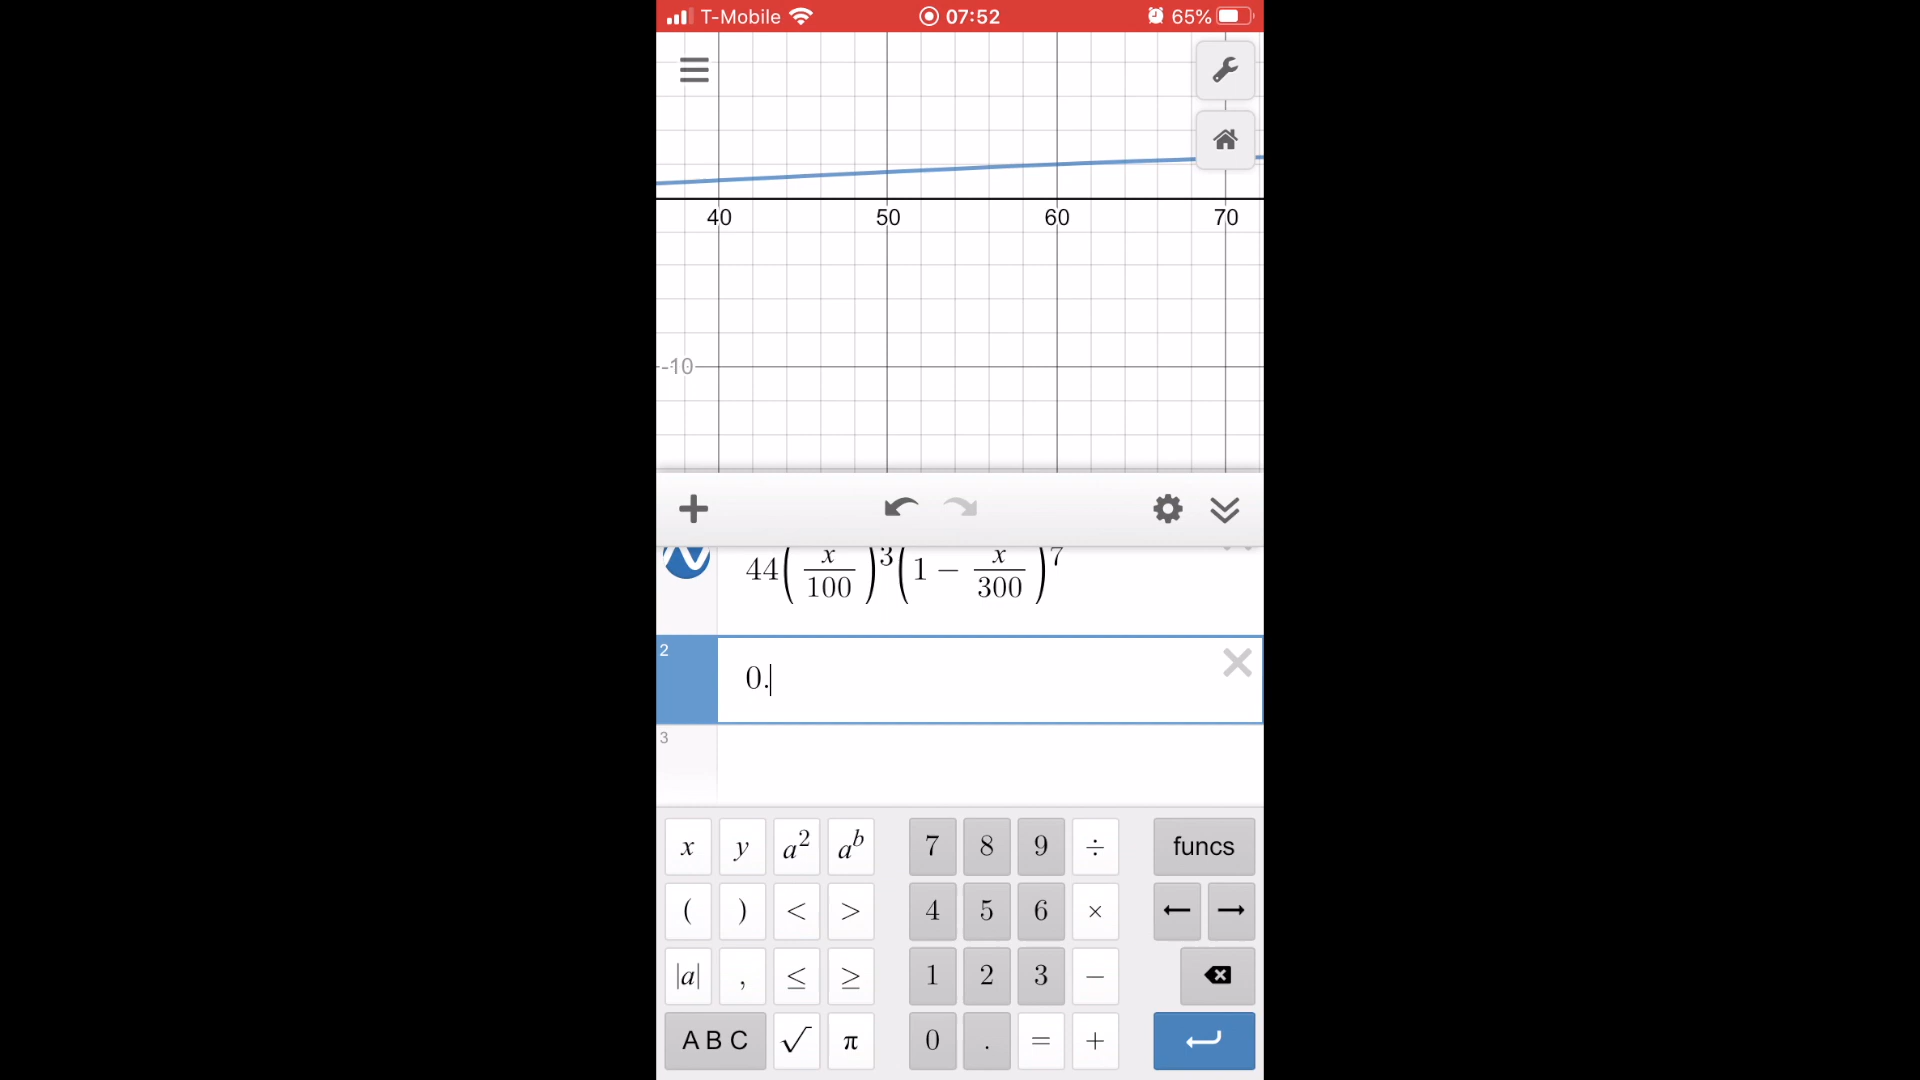 T-Mobile 07:52 65%
40 50 60 70
-10
44(x/100)^3(1 − x/300)^7
2
0.
3
x y a^2 a^b 7 8 9 ÷ funcs
( ) < > 4 5 6 × ← →
|a| , ≤ ≥ 1 2 3 −
A B C √ π 0 . = +